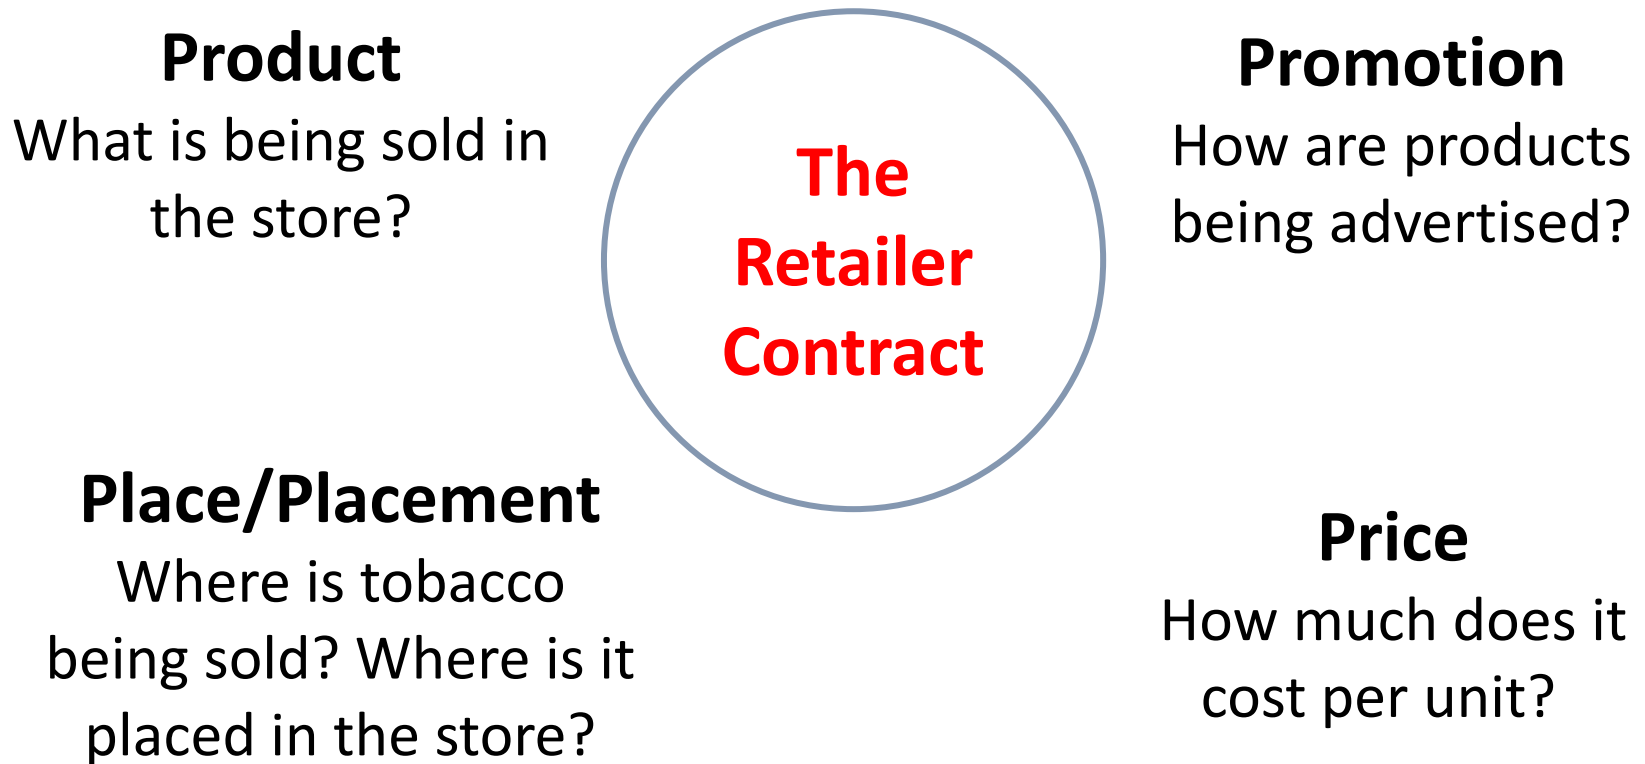 Product
What is being sold in
the store?
The
Retailer
Contract
Promotion
How are products
being advertised?
Place/Placement
Where is tobacco
being sold? Where is it
placed in the store?
Price
How much does it
cost per unit?